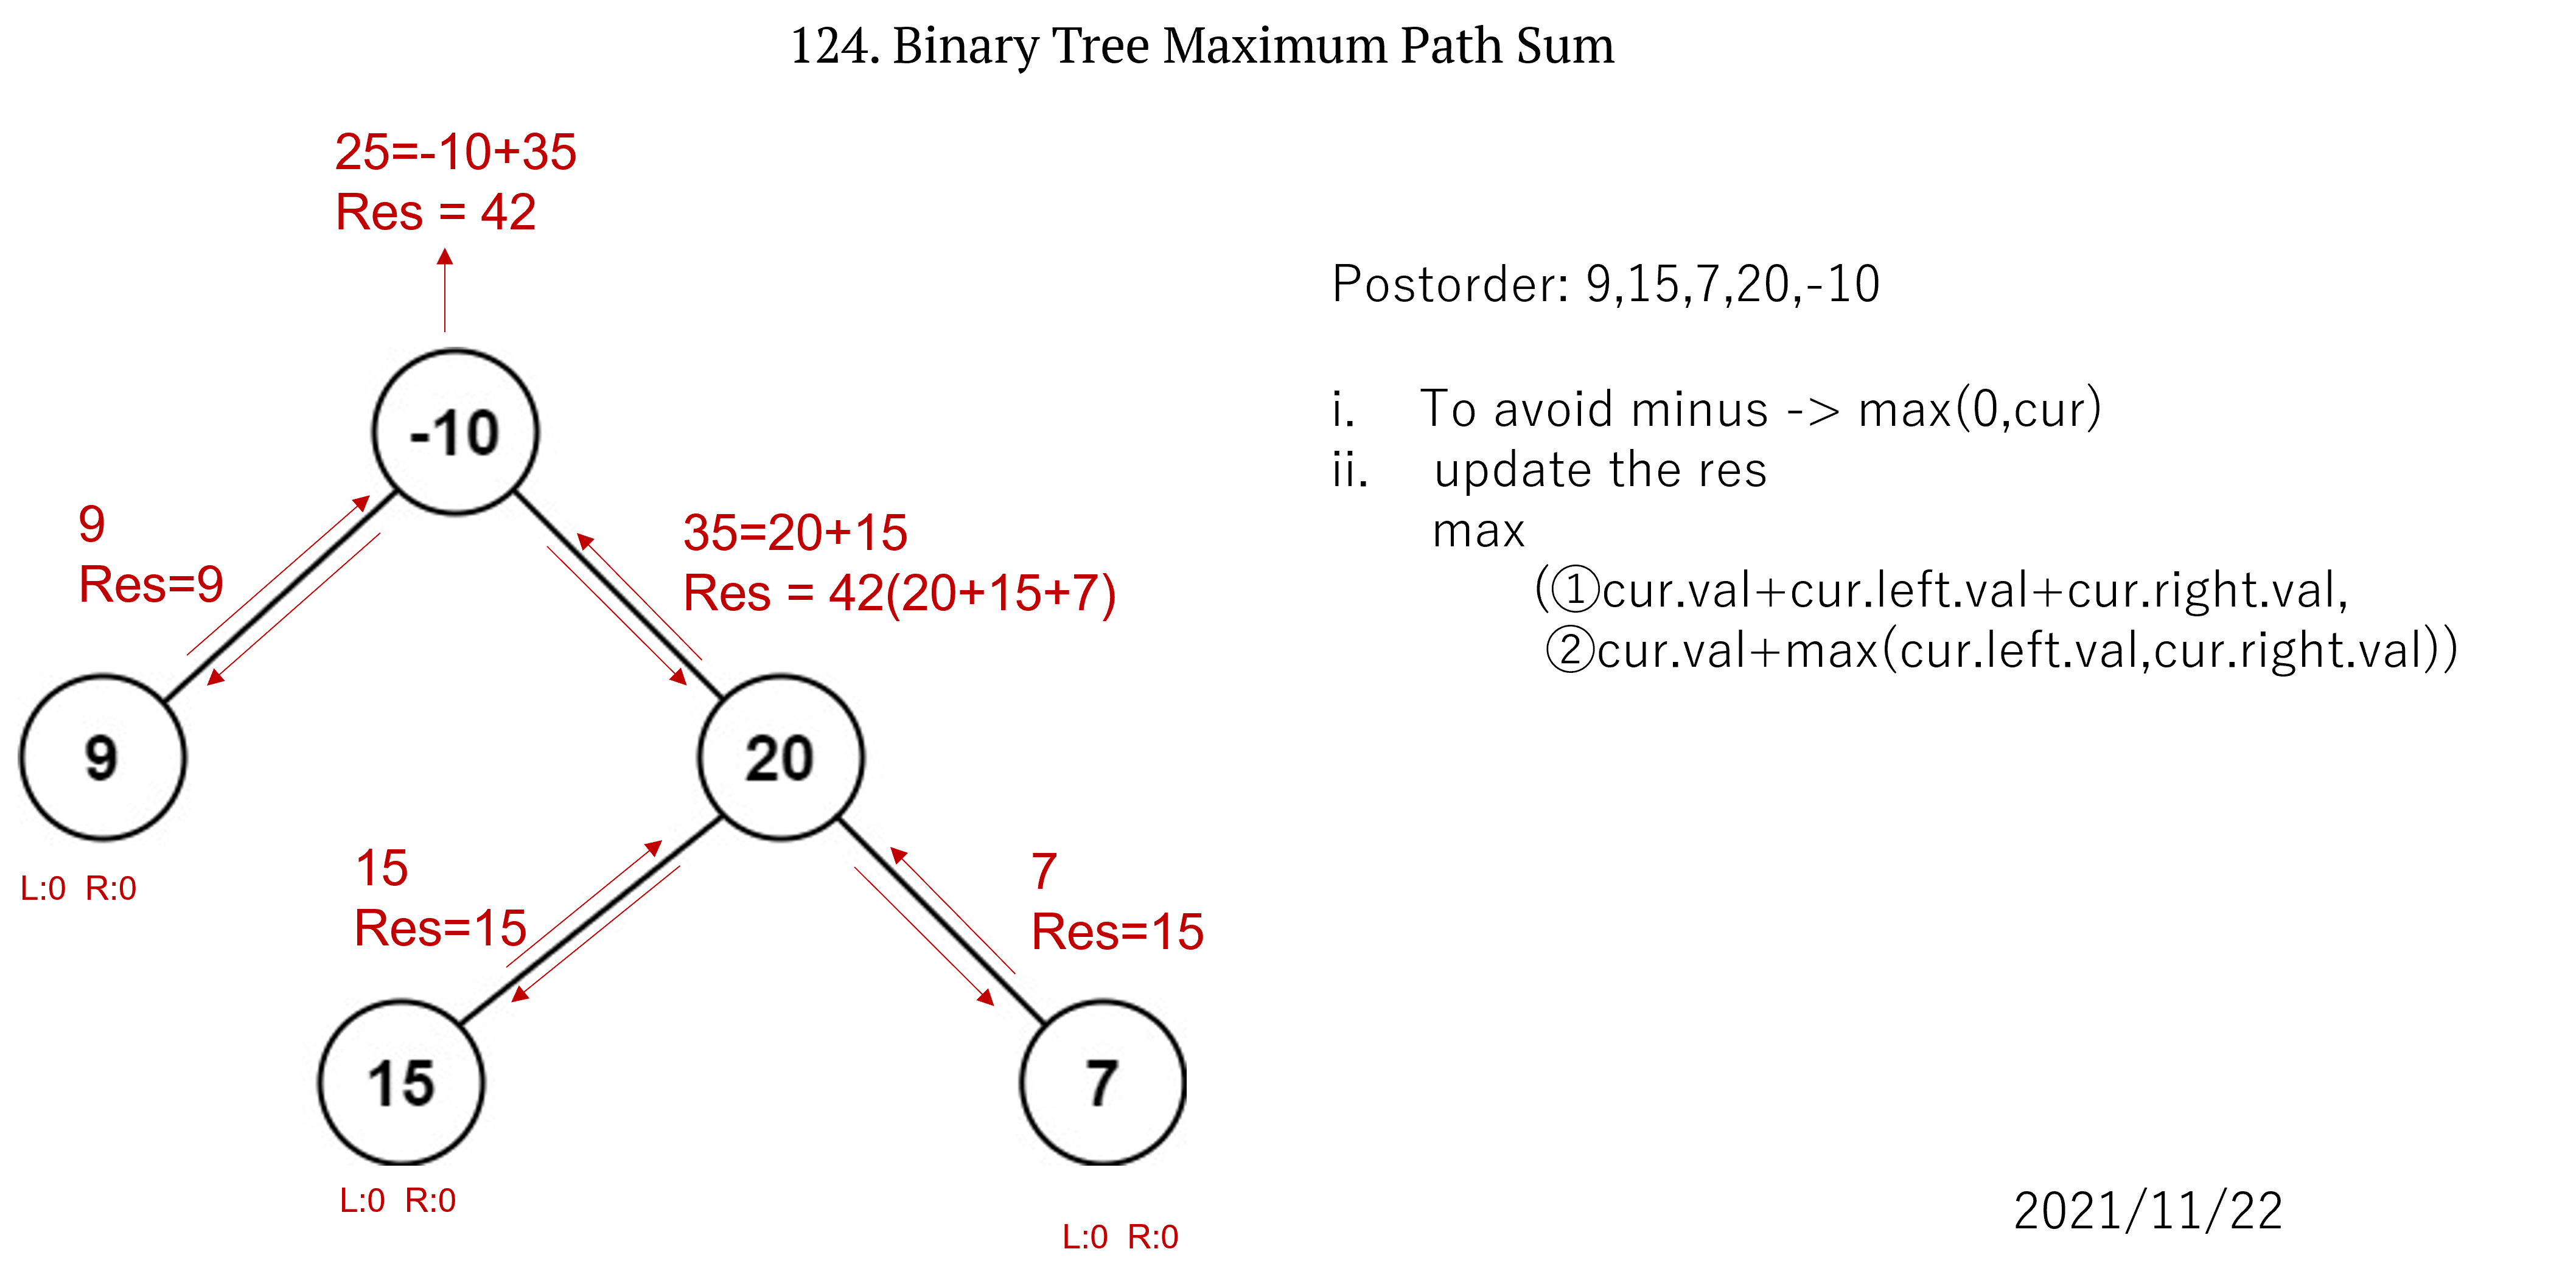 124. Binary Tree Maximum Path Sum
25=-10+35
Res = 42
-10
9
Res=9
35=20+15
Res = 42(20+15+7)
9
20
L:0 R:0
15
Res=15
7
Res=15
15
7
L:0 R:0
L:0 R:0
Postorder: 9,15,7,20,-10
i. To avoid minus -> max(0,cur)
ii. update the res
max
(①cur.val+cur.left.val+cur.right.val,
②cur.val+max(cur.left.val,cur.right.val))
2021/11/22